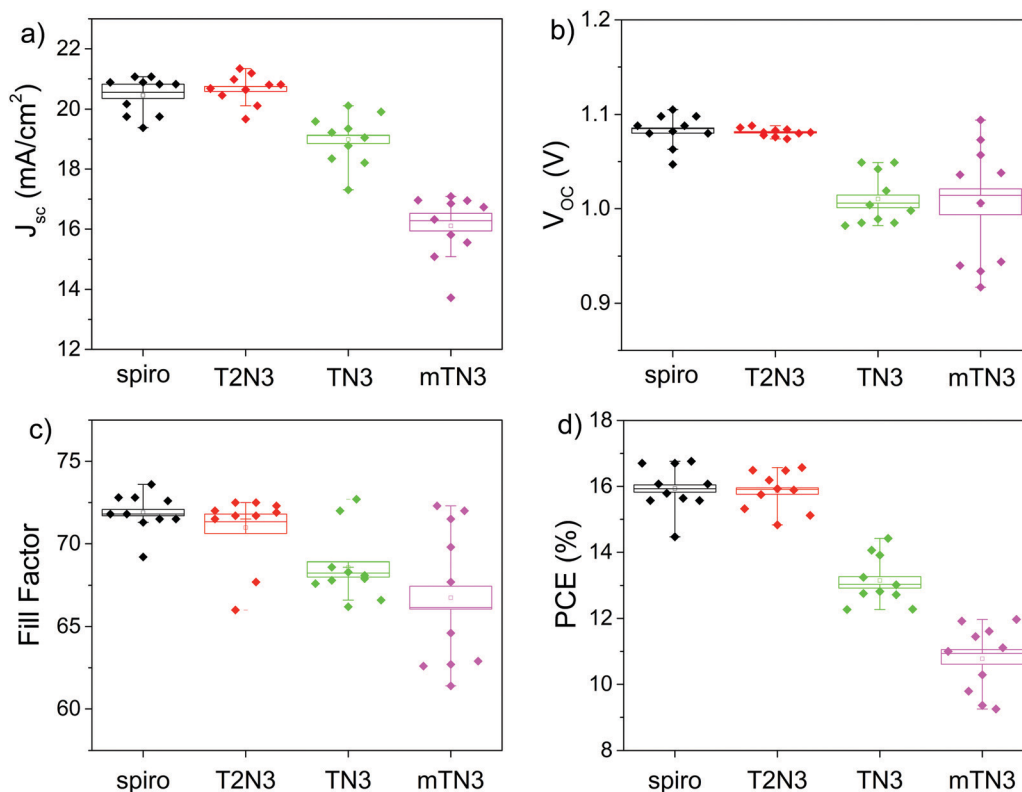 a)
J_sc (mA/cm²)
22
21
20
18
16
14
12
spiro
T2N3
TN3
mTN3
b)
V_OC (V)
1.2
1.1
1.0
0.9
spiro
T2N3
TN3
mTN3
c)
Fill Factor
75
70
65
60
spiro
T2N3
TN3
mTN3
d)
PCE (%)
18
16
14
12
10
8
spiro
T2N3
TN3
mTN3